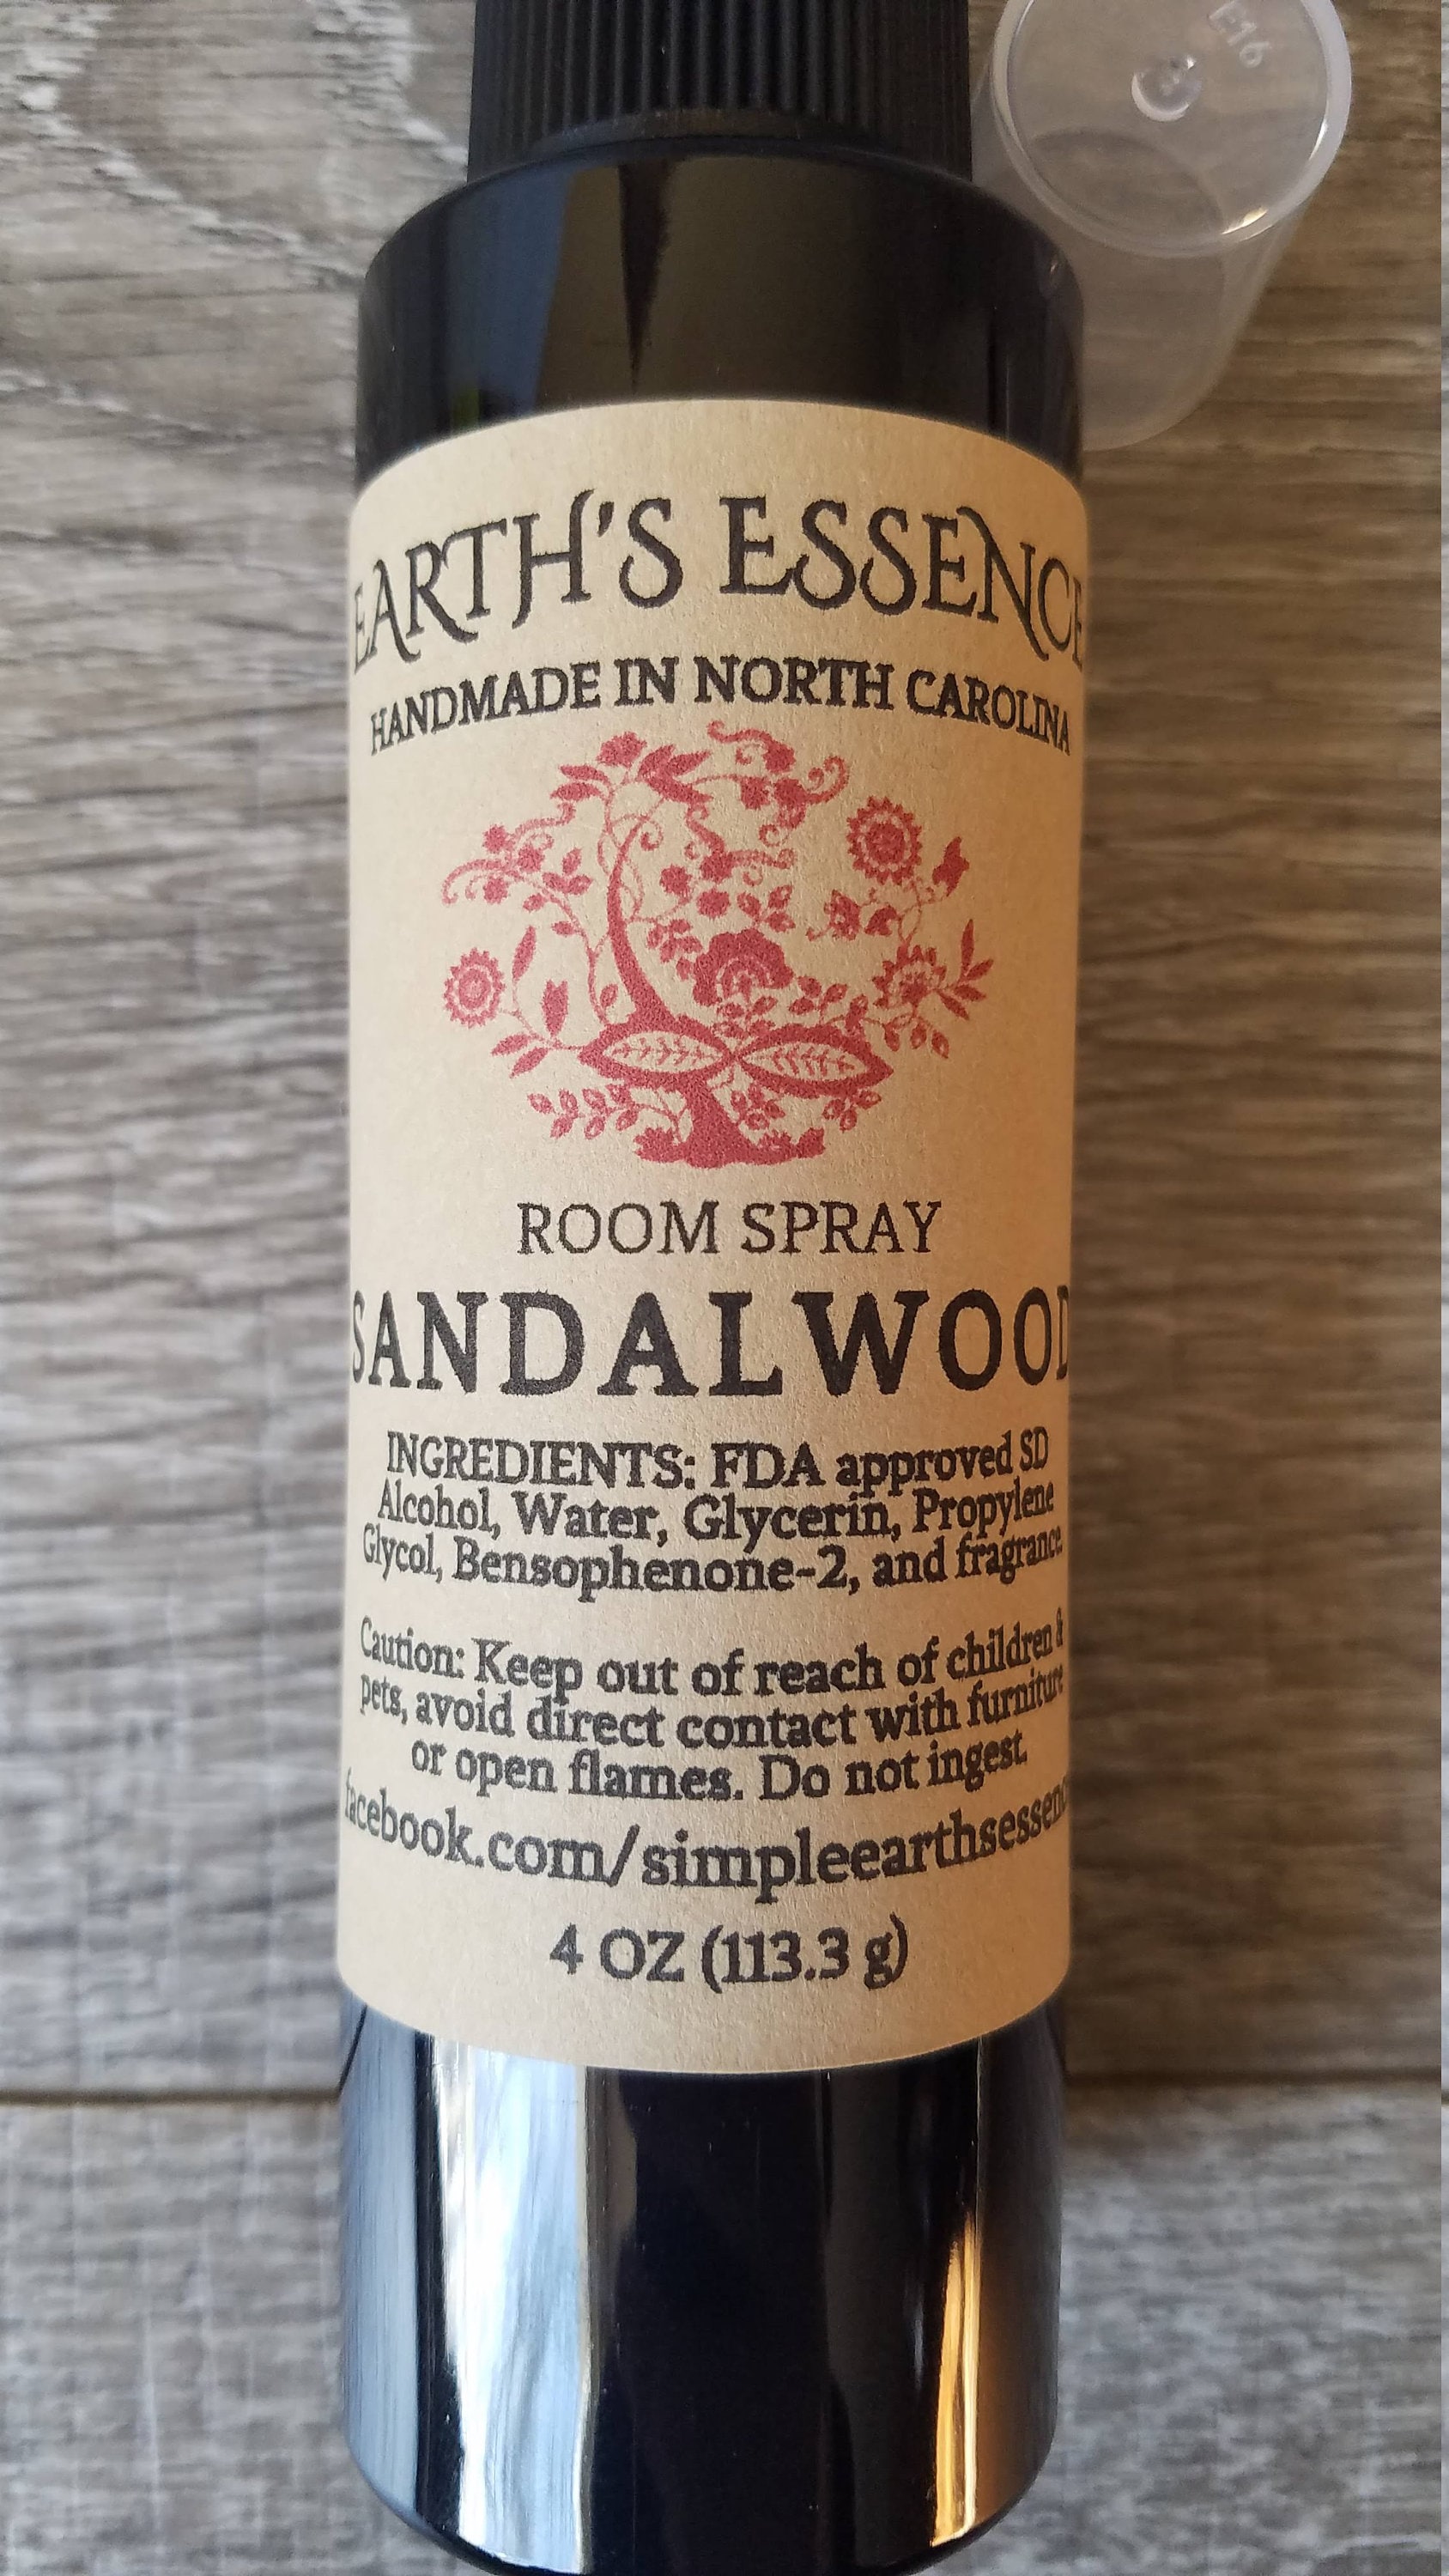 E16
3
EARTH'S ESSENCE
HANDMADE IN NORTH CAROLINA
ROOM SPRAY
SANDALWOOD
INGREDIENTS: FDA approved SD
Alcohol, Water, Glycerin, Propylene
Glycol, Bensophenone-2, and fragrance
Caution: Keep out of reach of children &
pets, avoid direct contact with furniture
or open flames. Do not ingest.
facebook.com/simpleearthsessence
4 OZ (113.3 g)